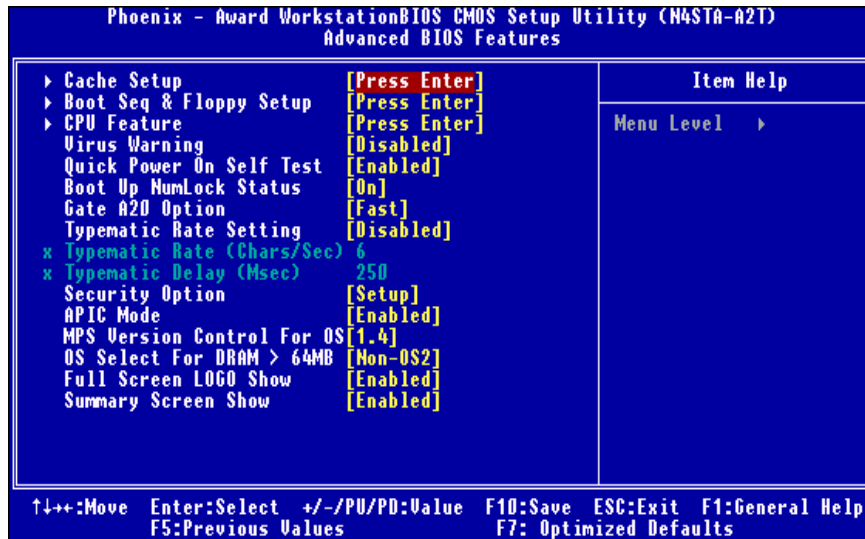 Phoenix - Award WorkstationBIOS CMOS Setup Utility (N4STA-A2T)
Advanced BIOS Features
Cache Setup [Press Enter]
Boot Seq & Floppy Setup [Press Enter]
CPU Feature [Press Enter]
Virus Warning [Disabled]
Quick Power On Self Test [Enabled]
Boot Up NumLock Status [On]
Gate A20 Option [Fast]
Typematic Rate Setting [Disabled]
x Typematic Rate (Chars/Sec) 6
x Typematic Delay (Msec) 250
Security Option [Setup]
APIC Mode [Enabled]
MPS Version Control For OS[1.4]
OS Select For DRAM > 64MB [Non-OS2]
Full Screen LOGO Show [Enabled]
Summary Screen Show [Enabled]
Item Help
Menu Level
↑↓→←:Move Enter:Select +/-/PU/PD:Value F10:Save ESC:Exit F1:General Help
F5:Previous Values F7: Optimized Defaults